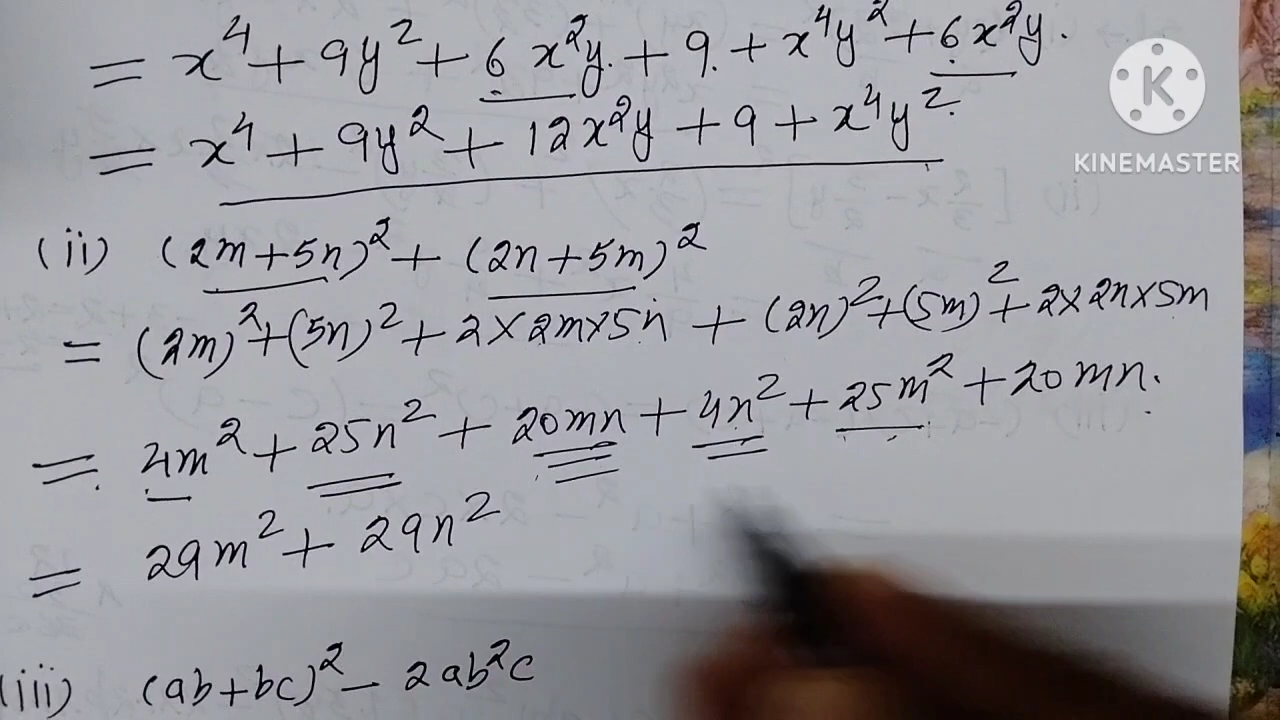 = x⁴ + 9y² + 6x²y + 9 + x⁴y² + 6x²y.
= x⁴ + 9y² + 12x²y + 9 + x⁴y².
K
KINEMASTER
(ii) (2m+5n)² + (2n+5m)²
= (2m)² + (5n)² + 2×2m×5n + (2n)² + (5m)² + 2×2n×5m
= 4m² + 25n² + 20mn + 4n² + 25m² + 20mn.
= 29m² + 29n²
(iii) (ab+bc)² - 2ab²c